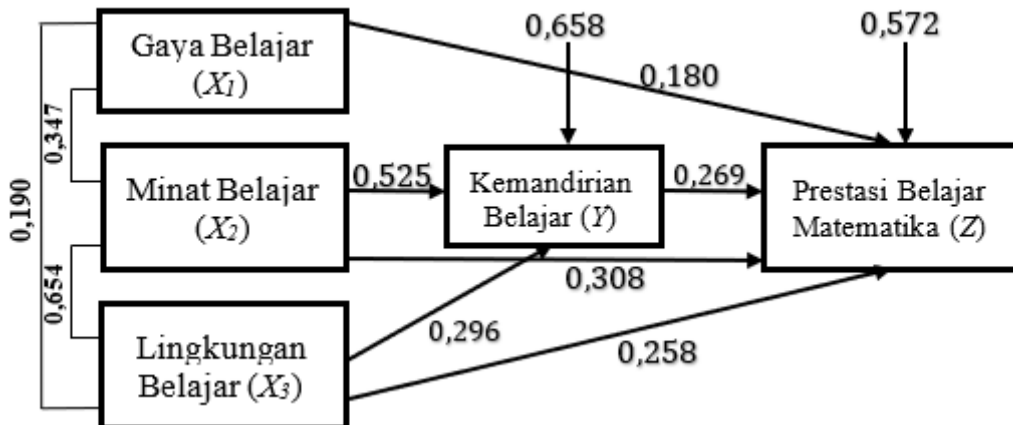 Gaya Belajar
(X₁)
0,658
0,572
0,180
0,347
0,190
Minat Belajar
(X₂)
0,525
Kemandirian
Belajar (Y)
0,269
Prestasi Belajar
Matematika (Z)
0,654
0,308
Lingkungan
Belajar (X₃)
0,296
0,258